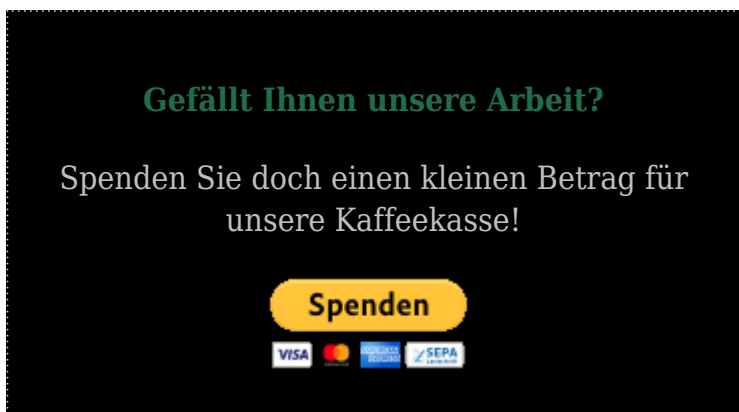 Gefällt Ihnen unsere Arbeit?
Spenden Sie doch einen kleinen Betrag für
unsere Kaffeekasse!
Spenden
VISA SEPA